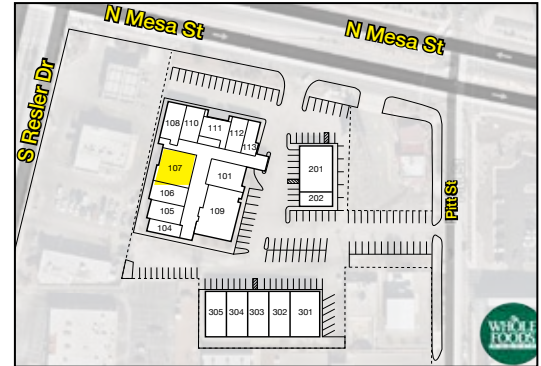 N Mesa St
N Mesa St
S Resler Dr
108
110
111
112
113
107
101
106
105
109
104
201
202
Pitt St
305
304
303
302
301
WHOLE
FOODS
MARKET